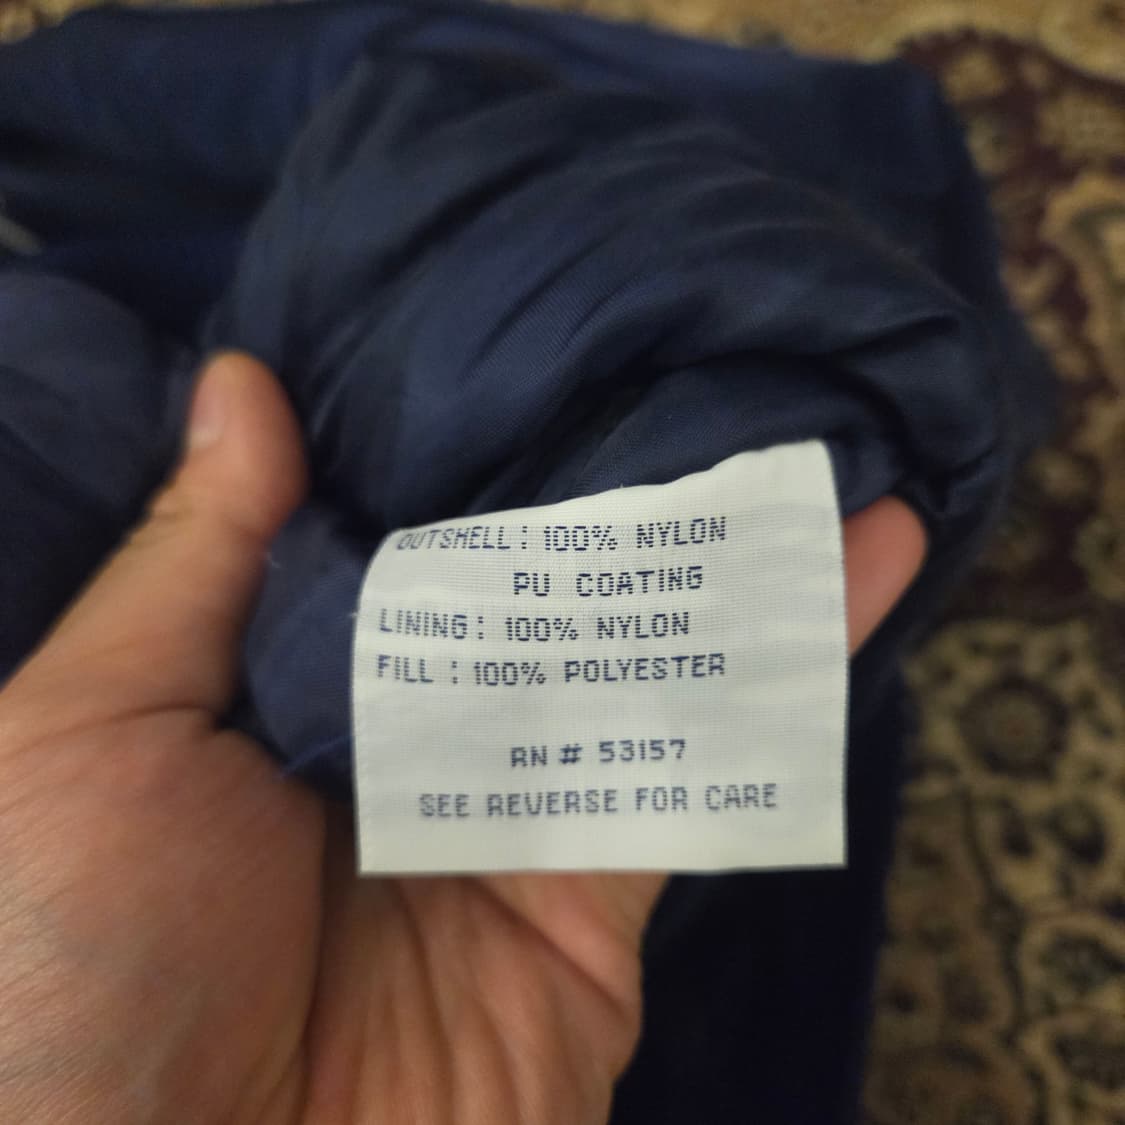 OUTSHELL: 100% NYLON
PU COATING
LINING: 100% NYLON
FILL : 100% POLYESTER
RN # 53157
SEE REVERSE FOR CARE